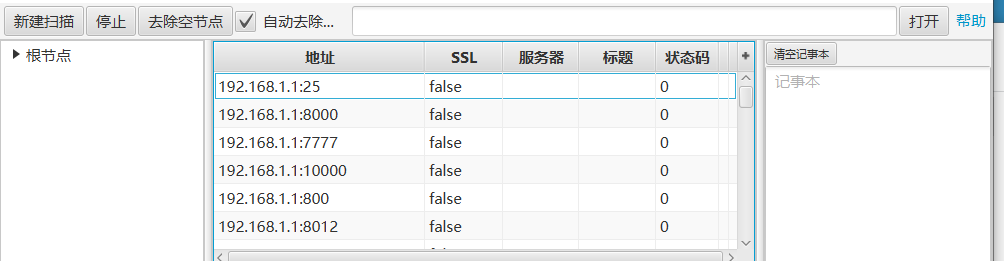 新建扫描 停止 去除空节点 自动去除... 打开 帮助
根节点
地址 SSL 服务器 标题 状态码 +
清空记事本
记事本
192.168.1.1:25 false 0
192.168.1.1:8000 false 0
192.168.1.1:7777 false 0
192.168.1.1:10000 false 0
192.168.1.1:800 false 0
192.168.1.1:8012 false 0